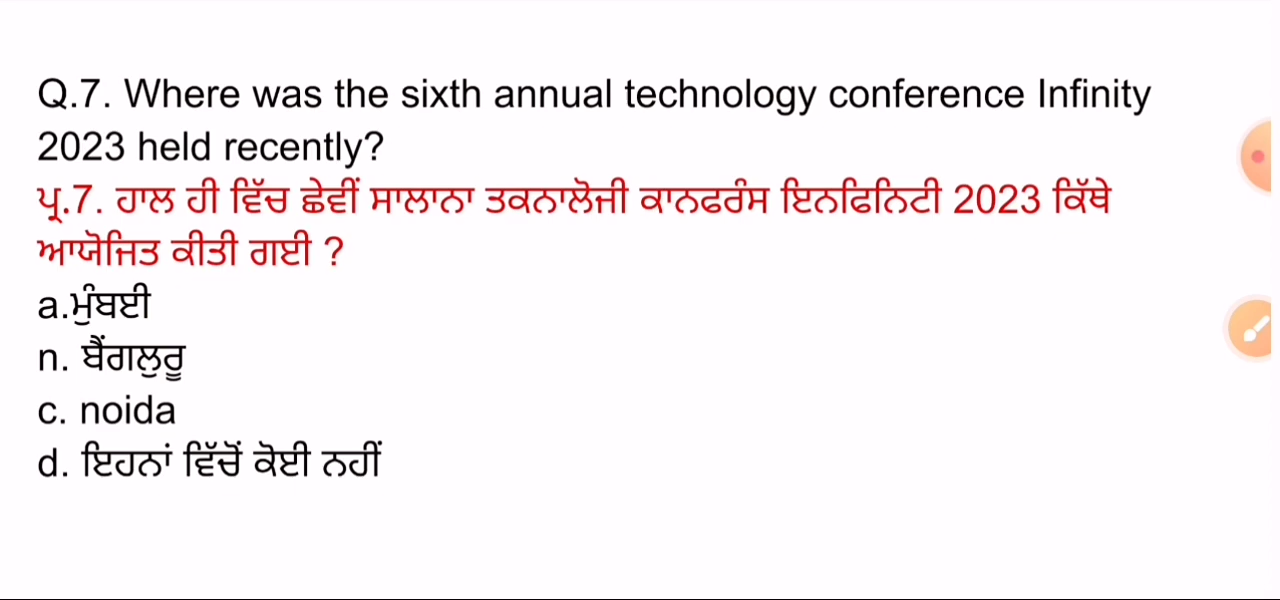 Q.7. Where was the sixth annual technology conference Infinity
2023 held recently?
ਪ੍ਰ.7. ਹਾਲ ਹੀ ਵਿੱਚ ਛੇਵੀਂ ਸਾਲਾਨਾ ਤਕਨਾਲੋਜੀ ਕਾਨਫਰੰਸ ਇਨਫਿਨਿਟੀ 2023 ਕਿੱਥੇ
ਆਯੋਜਿਤ ਕੀਤੀ ਗਈ ?
a.ਮੁੰਬਈ
n. ਬੈਂਗਲੁਰੂ
c. noida
d. ਇਹਨਾਂ ਵਿੱਚੋਂ ਕੋਈ ਨਹੀਂ